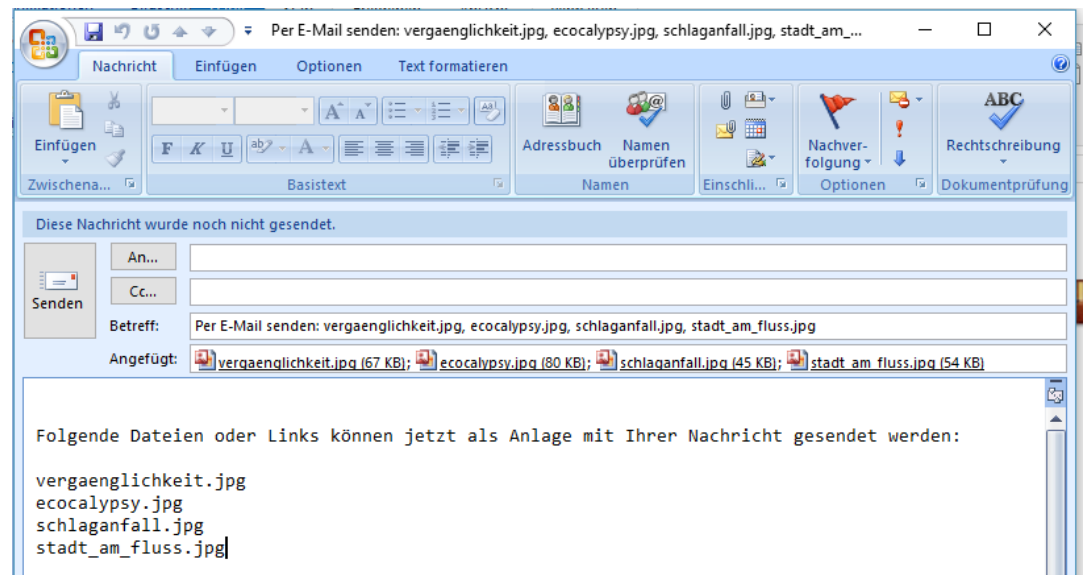 Per E-Mail senden: vergaenglichkeit.jpg, ecocalypsy.jpg, schlaganfall.jpg, stadt_am_...
Nachricht Einfügen Optionen Text formatieren
Einfügen
F K U ab A
Adressbuch
Namen überprüfen
Nachver-
folgung
ABC
Rechtschreibung
Zwischena... Basistext Namen Einschli... Optionen Dokumentprüfung
Diese Nachricht wurde noch nicht gesendet.
Senden
An...
Cc...
Betreff: Per E-Mail senden: vergaenglichkeit.jpg, ecocalypsy.jpg, schlaganfall.jpg, stadt_am_fluss.jpg
Angefügt: vergaenglichkeit.jpg (67 KB); ecocalypsy.jpg (80 KB); schlaganfall.jpg (45 KB); stadt_am_fluss.jpg (54 KB)
Folgende Dateien oder Links können jetzt als Anlage mit Ihrer Nachricht gesendet werden:
vergaenglichkeit.jpg
ecocalypsy.jpg
schlaganfall.jpg
stadt_am_fluss.jpg